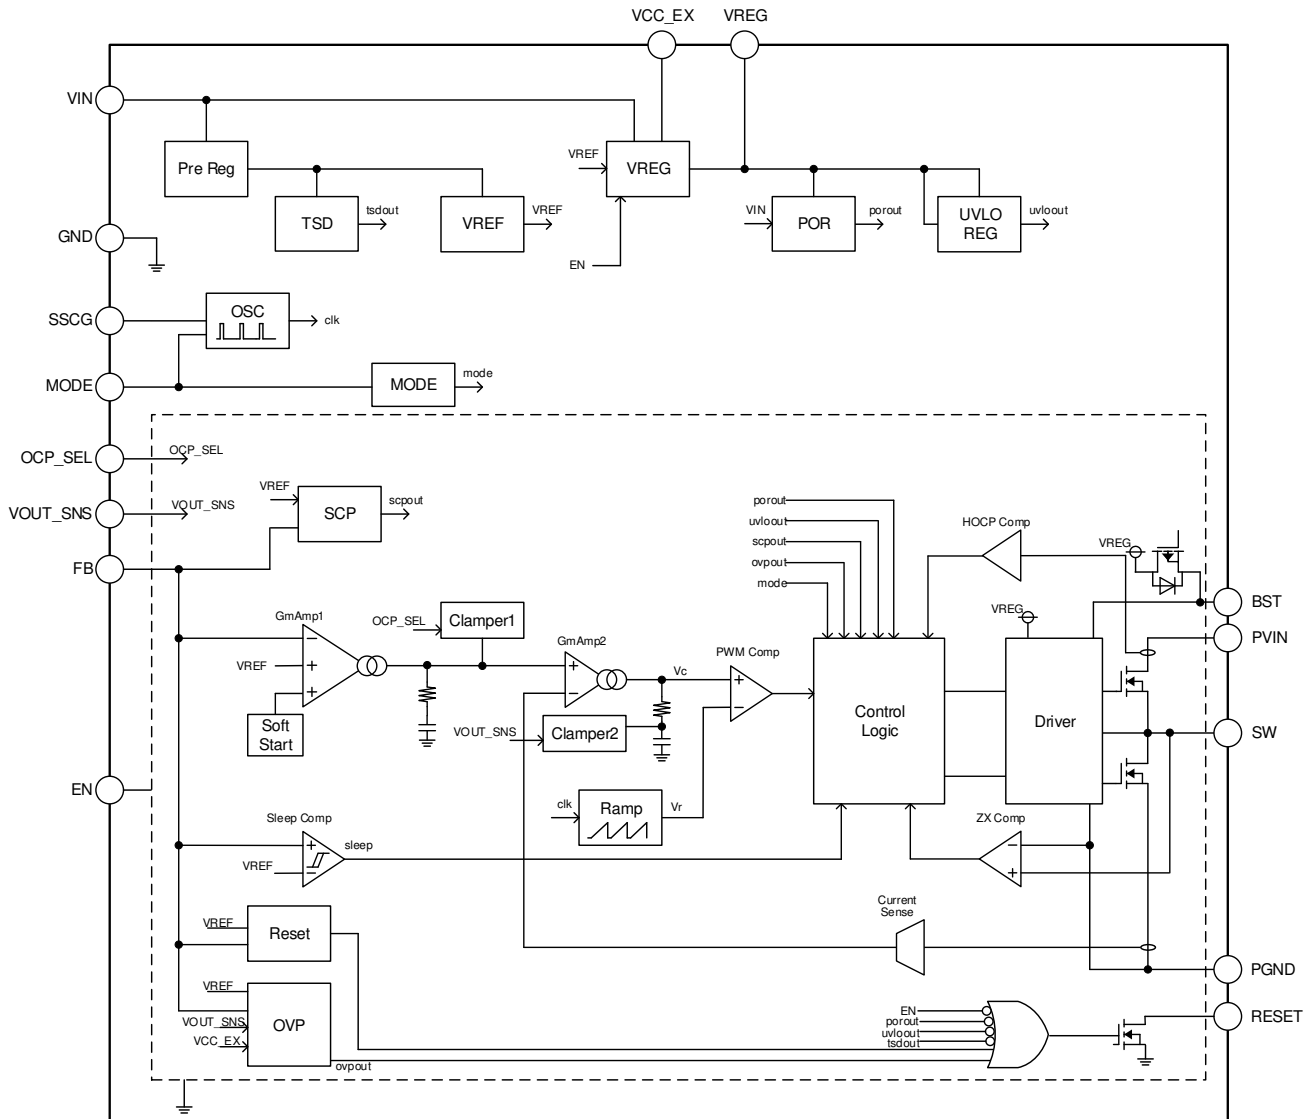 VCC_EX VREG
VIN
Pre Reg
VREF
VREG
TSD
tsdout
VREF
VREF
VIN
POR
porout
UVLO
REG
uvloout
GND
EN
SSCG
OSC
clk
MODE
MODE
mode
OCP_SEL
OCP_SEL
VOUT_SNS
VOUT_SNS
VREF
SCP
scpout
porout
uvloout
scpout
ovpout
mode
HOCP Comp
VREG
FB
BST
GmAmp1
OCP_SEL
Clamper1
VREG
VREF
GmAmp2
Vc
PWM Comp
PVIN
Soft
Start
VOUT_SNS
Clamper2
Control
Logic
Driver
SW
EN
clk
Ramp
Vr
Sleep Comp
sleep
VREF
ZX Comp
Current
Sense
VREF
Reset
PGND
VREF
VOUT_SNS
VCC_EX
OVP
ovpout
EN
porout
uvloout
tsdout
RESET